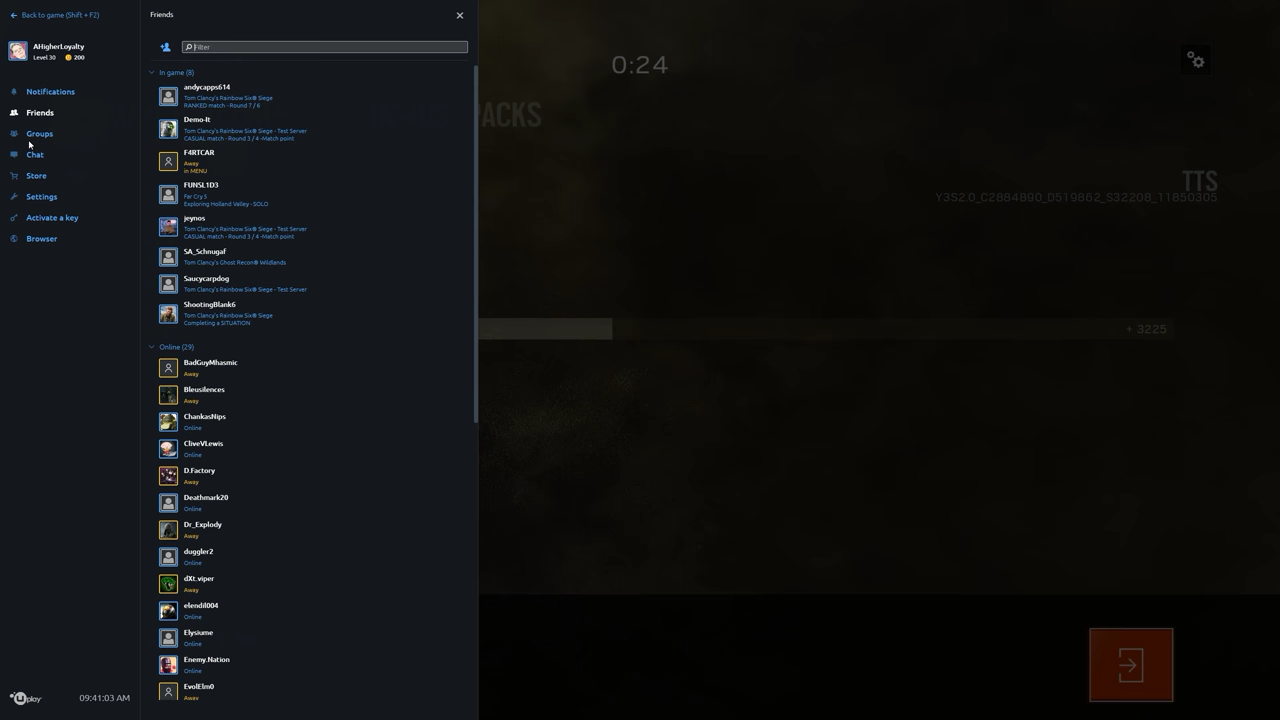 Back to game (Shift + F2)
AHigherLoyalty
Level 30
200
Notifications
Friends
Groups
Chat
Store
Settings
Activate a key
Browser
Uplay
09:41:03 AM
Friends
Filter
In game (8)
andycapps614
Tom Clancy's Rainbow Six® Siege
RANKED match - Round 7 / 6
Demo-It
Tom Clancy's Rainbow Six® Siege - Test Server
CASUAL match - Round 3 / 4 -Match point
F4RTCAR
Away
in MENU
FUNSL1D3
Far Cry 5
Exploring Holland Valley - SOLO
jeynos
Tom Clancy's Rainbow Six® Siege - Test Server
CASUAL match - Round 3 / 4 -Match point
SA_Schnugaf
Tom Clancy's Ghost Recon® Wildlands
Saucycarpdog
Tom Clancy's Rainbow Six® Siege - Test Server
ShootingBlank6
Tom Clancy's Rainbow Six® Siege
Completing a SITUATION
Online (29)
BadGuyMhasmic
Away
Bleusilences
Away
ChankasNips
Online
CliveVLewis
Online
D.Factory
Away
Deathmark20
Online
Dr_Explody
Away
duggler2
Online
dXt.viper
Away
elendil004
Online
Elysiume
Online
Enemy.Nation
Online
EvolElm0
Away
0:24
PACKS
TTS
Y3S2.0_C2884890_D519862_S32208_11850305
+ 3225